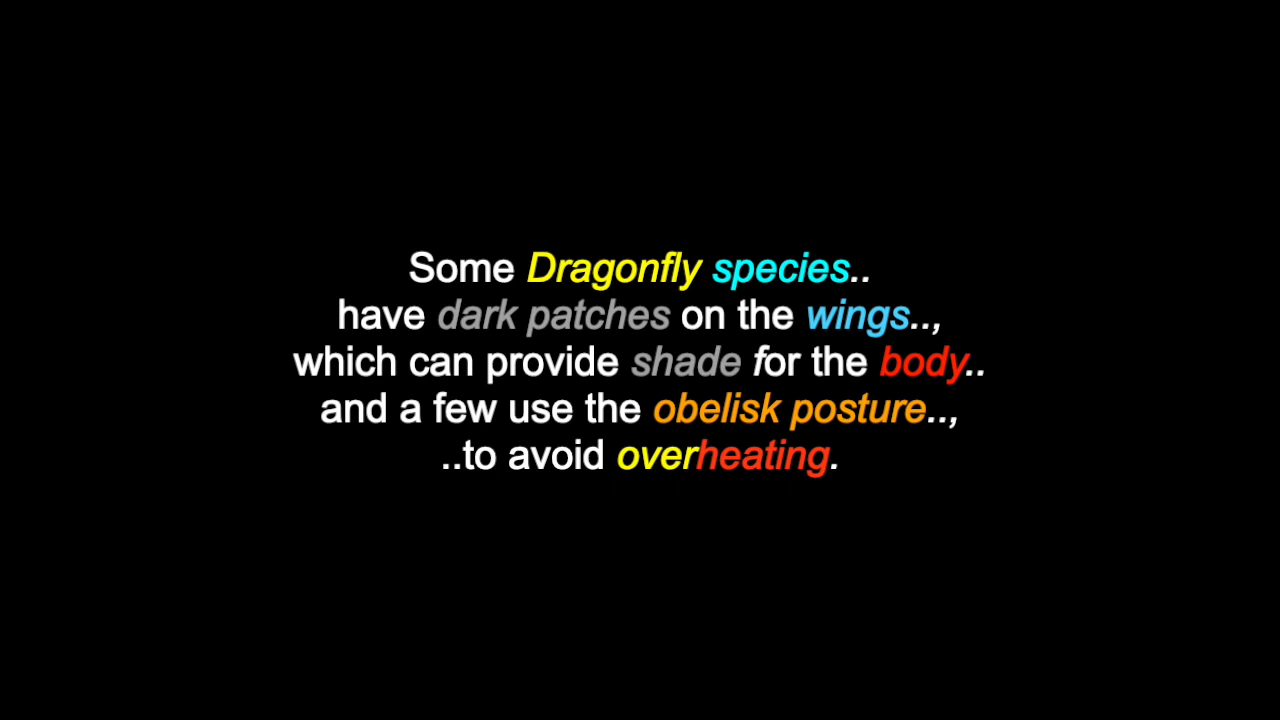 Some Dragonfly species..
have dark patches on the wings..,
which can provide shade for the body..
and a few use the obelisk posture..,
..to avoid overheating.